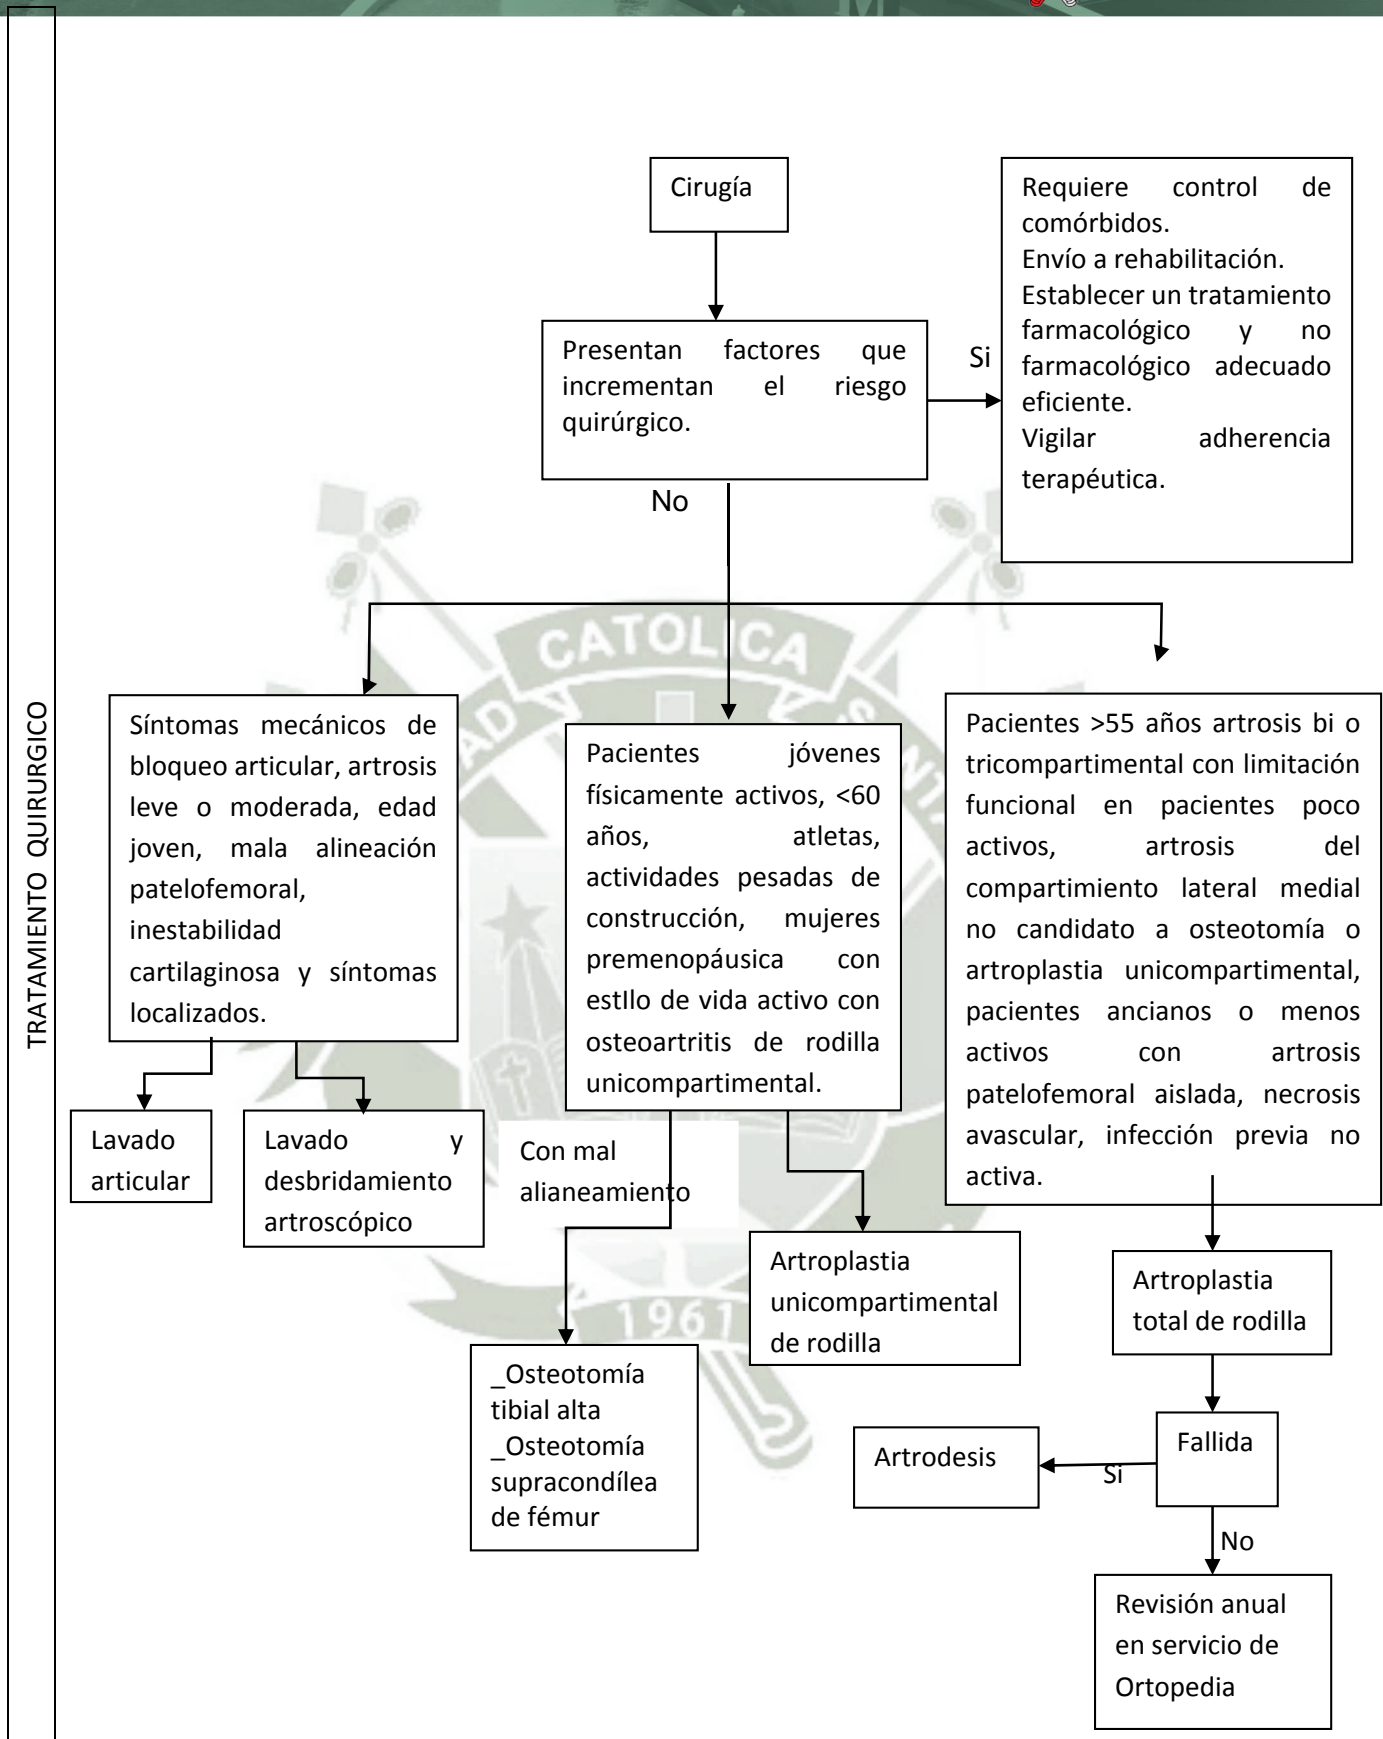 TRATAMIENTO QUIRURGICO
Cirugía
Requiere control de
comórbidos.
Envío a rehabilitación.
Establecer un tratamiento
farmacológico y no
farmacológico adecuado
eficiente.
Vigilar adherencia
terapéutica.
Presentan factores que
incrementan el riesgo
quirúrgico.
Si
No
Síntomas mecánicos de
bloqueo articular, artrosis
leve o moderada, edad
joven, mala alineación
patelofemoral,
inestabilidad
cartilaginosa y síntomas
localizados.
Pacientes jóvenes
físicamente activos, <60
años, atletas,
actividades pesadas de
construcción, mujeres
premenopáusica con
estIlo de vida activo con
osteoartritis de rodilla
unicompartimental.
Pacientes >55 años artrosis bi o
tricompartimental con limitación
funcional en pacientes poco
activos, artrosis del
compartimiento lateral medial
no candidato a osteotomía o
artroplastia unicompartimental,
pacientes ancianos o menos
activos con artrosis
patelofemoral aislada, necrosis
avascular, infección previa no
activa.
Lavado
articular
Lavado y
desbridamiento
artroscópico
Con mal
alianeamiento
Artroplastia
unicompartimental
de rodilla
Artroplastia
total de rodilla
_Osteotomía
tibial alta
_Osteotomía
supracondílea
de fémur
Artrodesis
Si
Fallida
No
Revisión anual
en servicio de
Ortopedia
CATOLICA
1961